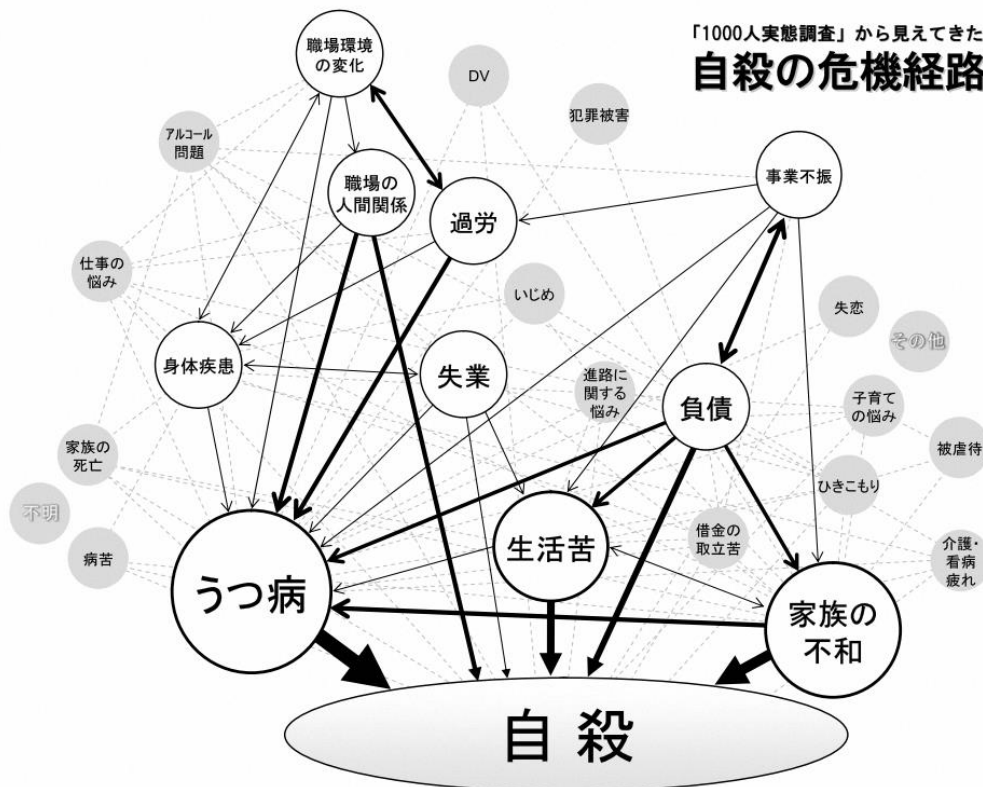 「1000人実態調査」から見えてきた
自殺の危機経路
職場環境
の変化
DV
犯罪被害
アルコール
問題
職場の
人間関係
過労
事業不振
仕事の
悩み
いじめ
失恋
その他
身体疾患
失業
進路に
関する
悩み
負債
子育て
の悩み
家族の
死亡
被虐待
ひきこもり
不明
病苦
生活苦
借金の
取立苦
介護・
看病
疲れ
うつ病
家族の
不和
自殺